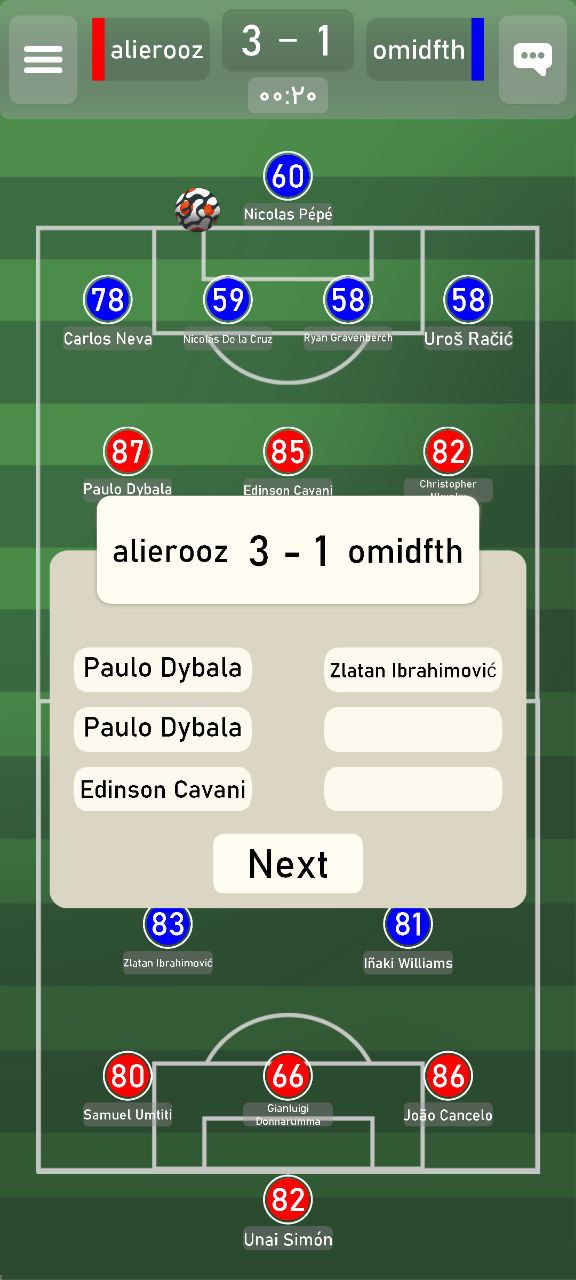 alierooz
3 - 1
omidfth
۰۰:۲۰
60
Nicolas Pépé
78
59
58
58
Carlos Neva
Nicolas De la Cruz
Ryan Gravenberch
Uroš Račić
87
85
82
Paulo Dybala
Edinson Cavani
Christopher
alierooz 3 - 1 omidfth
Paulo Dybala
Zlatan Ibrahimović
Paulo Dybala
Edinson Cavani
Next
83
81
Zlatan Ibrahimović
Iñaki Williams
80
66
86
Samuel Umtiti
Gianluigi
Donnarumma
João Cancelo
82
Unai Simón